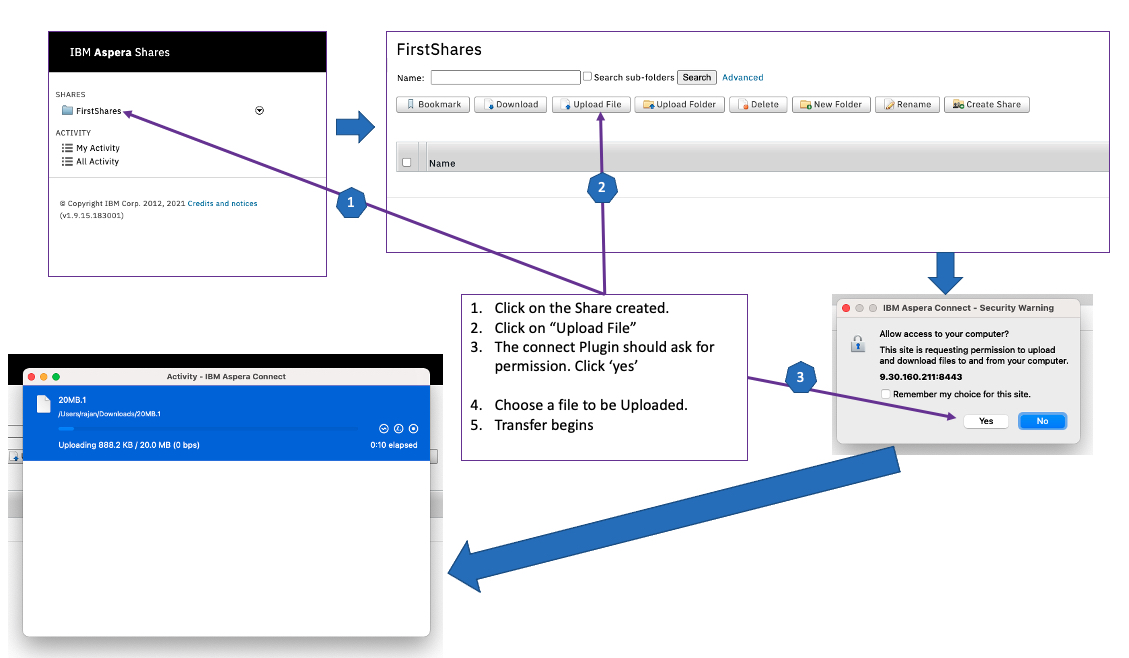 IBM Aspera Shares
SHARES
FirstShares
ACTIVITY
My Activity
All Activity
© Copyright IBM Corp. 2012, 2021 Credits and notices
(v1.9.15.183001)
1
FirstShares
Name:
Search sub-folders
Search
Advanced
Bookmark
Download
Upload File
Upload Folder
Delete
New Folder
Rename
Create Share
Name
2
1. Click on the Share created.
2. Click on “Upload File”
3. The connect Plugin should ask for
permission. Click ‘yes’
4. Choose a file to be Uploaded.
5. Transfer begins
3
IBM Aspera Connect - Security Warning
Allow access to your computer?
This site is requesting permission to upload
and download files to and from your computer.
9.30.160.211:8443
Remember my choice for this site.
Yes
No
Activity - IBM Aspera Connect
20MB.1
/Users/rajan/Downloads/20MB.1
Uploading 888.2 KB / 20.0 MB (0 bps)
0:10 elapsed